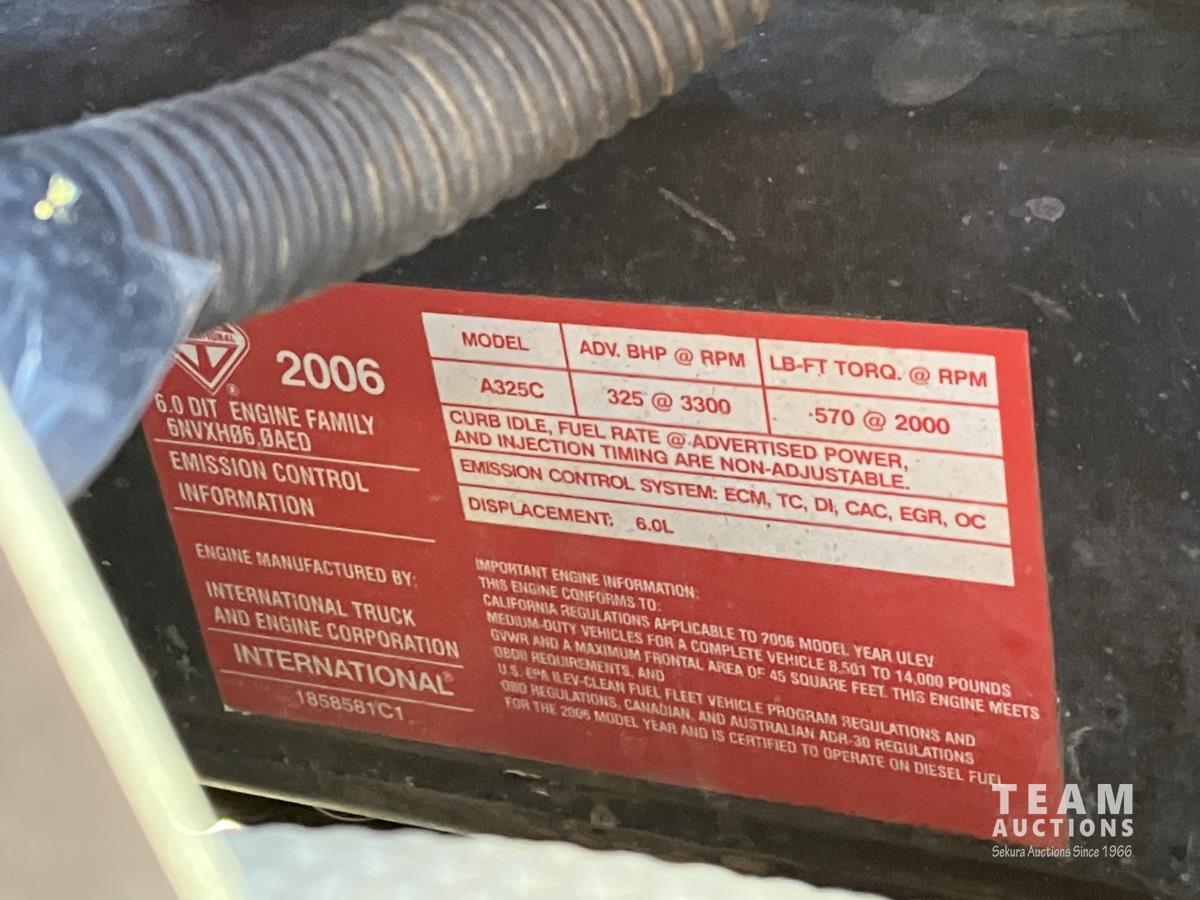 2006
6.0 DIT ENGINE FAMILY
6NVXHØ6.ØAED
EMISSION CONTROL
INFORMATION
ENGINE MANUFACTURED BY:
INTERNATIONAL TRUCK
AND ENGINE CORPORATION
INTERNATIONAL®
1858581C1
MODEL ADV. BHP @ RPM LB-FT TORQ. @ RPM
A325C 325 @ 3300 570 @ 2000
CURB IDLE, FUEL RATE @ ADVERTISED POWER,
AND INJECTION TIMING ARE NON-ADJUSTABLE.
EMISSION CONTROL SYSTEM: ECM, TC, DI, CAC, EGR, OC
DISPLACEMENT: 6.0L
IMPORTANT ENGINE INFORMATION:
THIS ENGINE CONFORMS TO:
CALIFORNIA REGULATIONS APPLICABLE TO 2006 MODEL YEAR ULEV
MEDIUM-DUTY VEHICLES FOR A COMPLETE VEHICLE 8,501 TO 14,000 POUNDS
GVWR AND A MAXIMUM FRONTAL AREA OF 45 SQUARE FEET. THIS ENGINE MEETS
OBDII REQUIREMENTS, AND
U.S. EPA ILEV-CLEAN FUEL FLEET VEHICLE PROGRAM REGULATIONS AND
OBD REGULATIONS, CANADIAN, AND AUSTRALIAN ADR-30 REGULATIONS
FOR THE 2006 MODEL YEAR AND IS CERTIFIED TO OPERATE ON DIESEL FUEL
TEAM
AUCTIONS
Sekura Auctions Since 1966